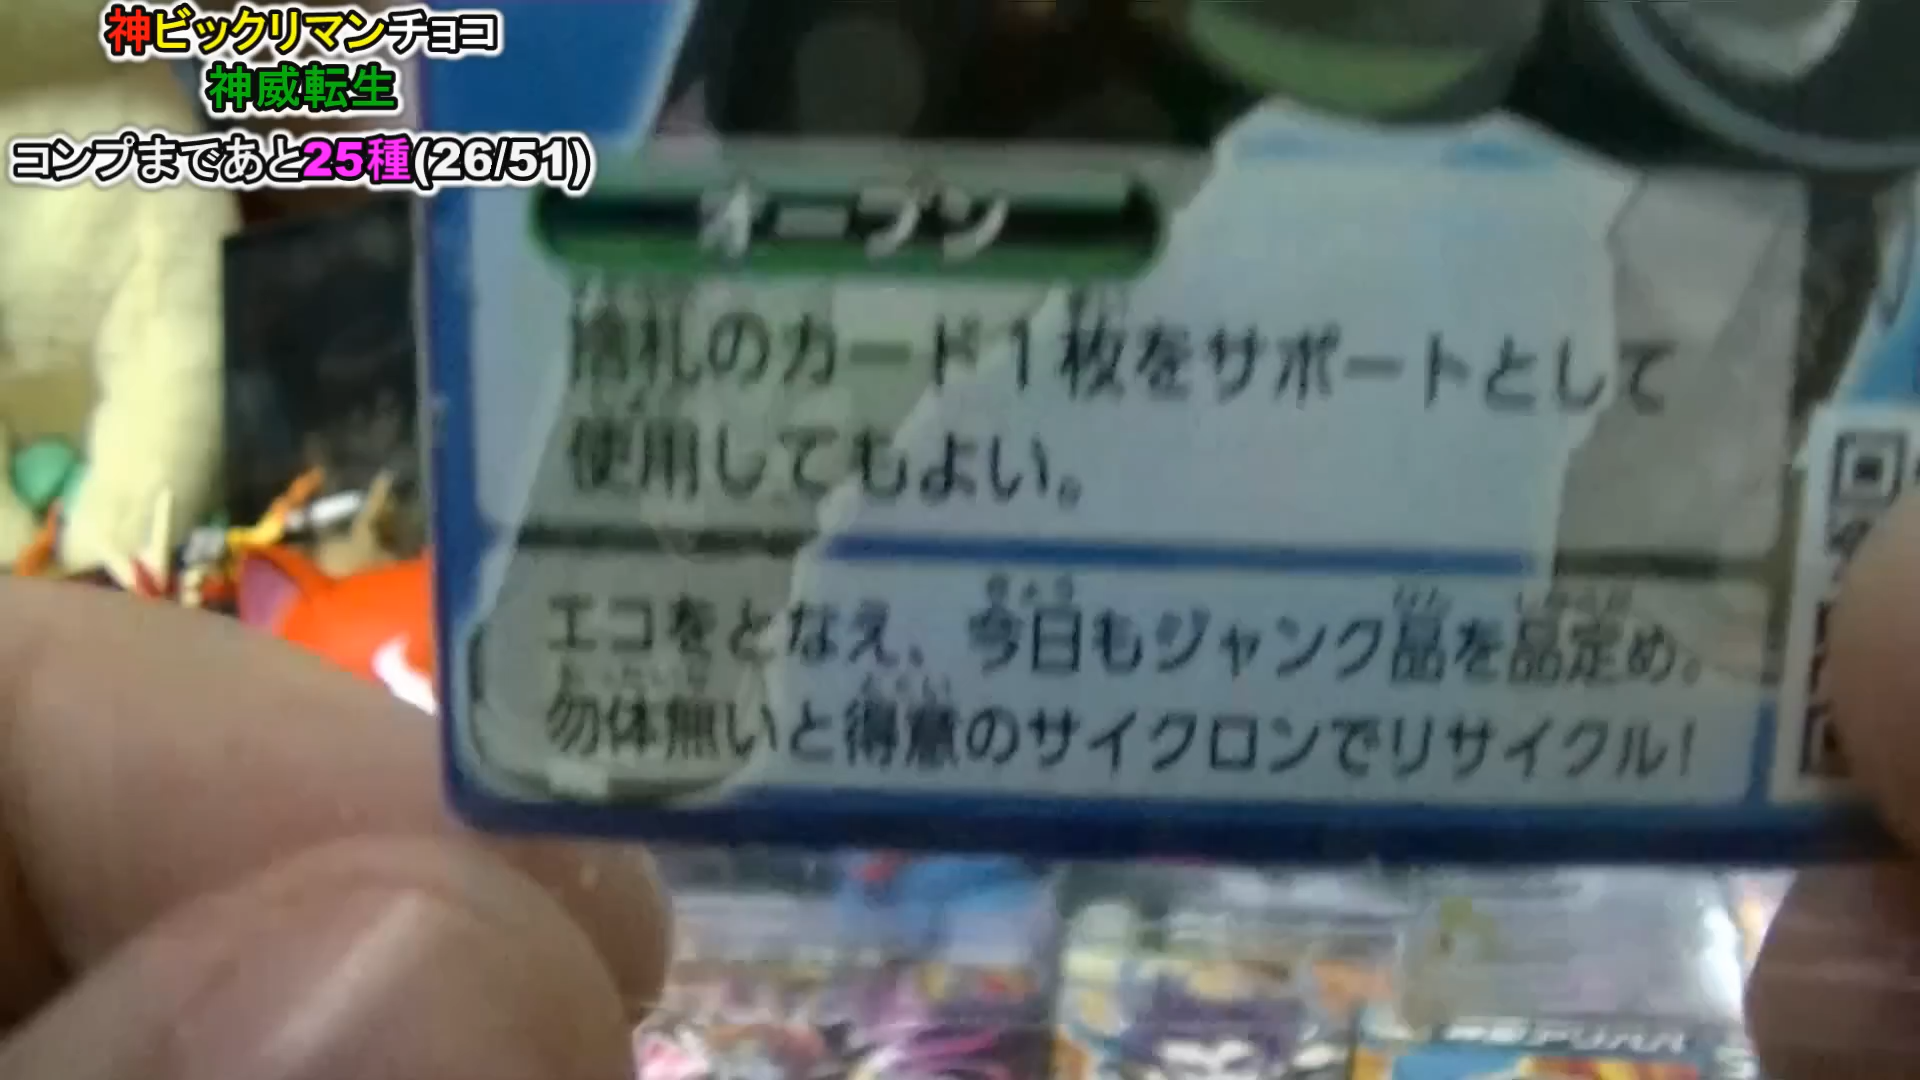 神ビックリマンチョコ
神威転生
コンプまであと25種(26/51)
オープン
捨札のカード1枚をサポートとして
使用してもよい。
エコをとなえ、今日もジャンク品を品定め。
勿体無いと得意のサイクロンでリサイクル!